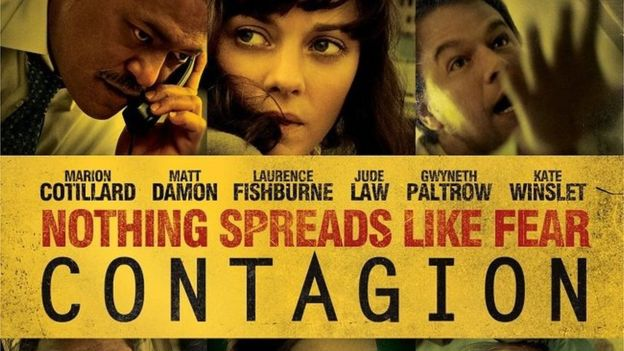 MARION COTILLARD MATT DAMON LAURENCE FISHBURNE JUDE LAW GWYNETH PALTROW KATE WINSLET
NOTHING SPREADS LIKE FEAR
CONTAGION